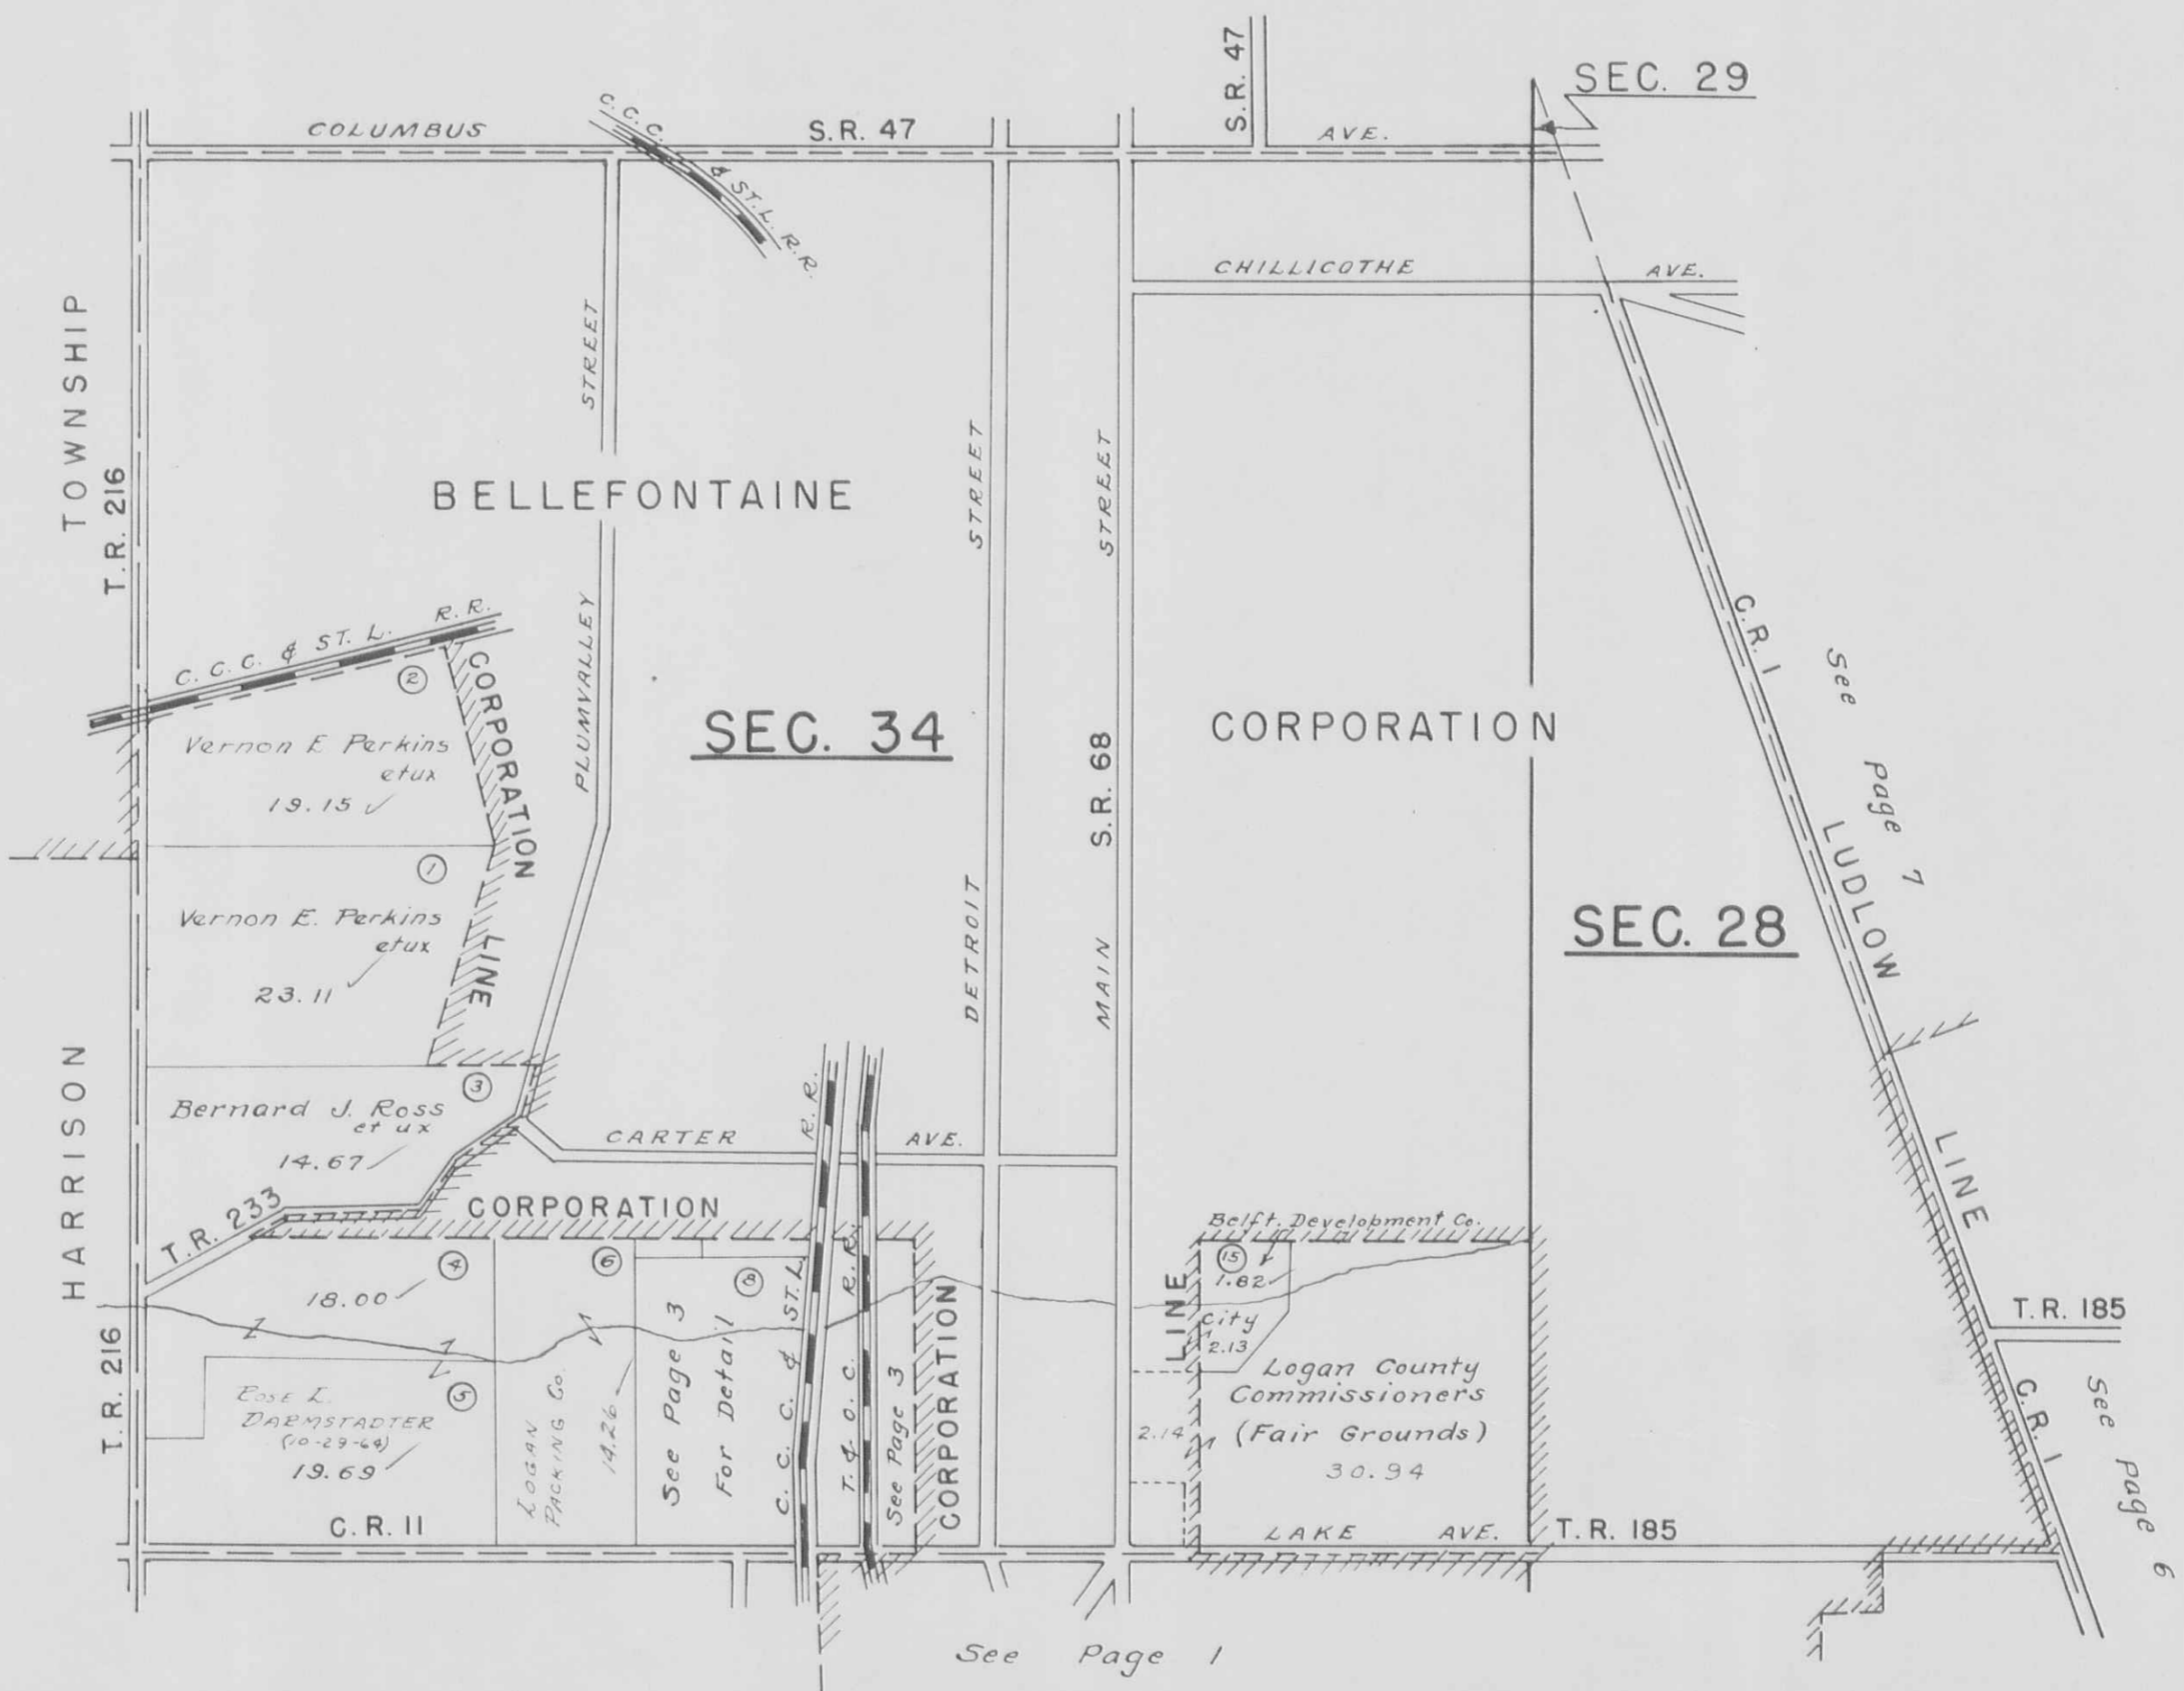 S.R. 47
SEC. 29
COLUMBUS
C.C.C. & ST.L. R.R.
S.R. 47
AVE.
CHILLICOTHE AVE.
TOWNSHIP
T.R. 216
STREET
BELLEFONTAINE
STREET
STREET
C.C.C. & ST. L. R.R.
②
CORPORATION
PLUMVALLEY
C.R. 1
See Page 7
Vernon E Perkins
etux
19.15
SEC. 34
S.R. 68
CORPORATION
①
LINE
Vernon E. Perkins
etux
23.11
DETROIT
MAIN
SEC. 28
LUDLOW
LINE
HARRISON
③
Bernard J. Ross
et ux
14.67
CARTER AVE.
R.R.
T.R. 233
CORPORATION
Belft. Development Co.
④
18.00
⑥
⑧
⑮
1.82
LINE
City
2.13
T.R. 185
T.R. 216
Rose E.
DARMSTADTER
(10-29-64)
19.69
⑤
LOGAN
PACKING Co.
14.26
See Page 3
For Detail
C. C. C. & ST.L.
T. & O. C. R.R.
See Page 3
CORPORATION
2.14
Logan County
Commissioners
(Fair Grounds)
30.94
C.R. 1
See Page 6
C.R. 11
LAKE AVE.
T.R. 185
See Page 1